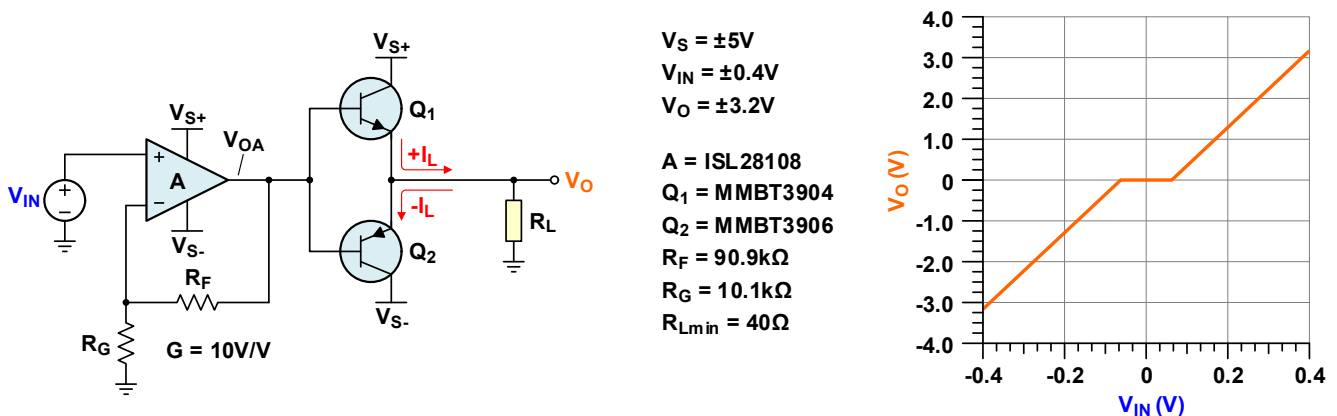 VS+
Q1
VS+
VOA
+
A
−
VIN
VS-
+IL
-IL
VO
RL
Q2
RF
VS-
RG
G = 10V/V
VS = ±5V
VIN = ±0.4V
VO = ±3.2V
A = ISL28108
Q1 = MMBT3904
Q2 = MMBT3906
RF = 90.9kΩ
RG = 10.1kΩ
RLmin = 40Ω
VO (V)
4.0
3.0
2.0
1.0
0
-1.0
-2.0
-3.0
-4.0
-0.4 -0.2 0 0.2 0.4
VIN (V)